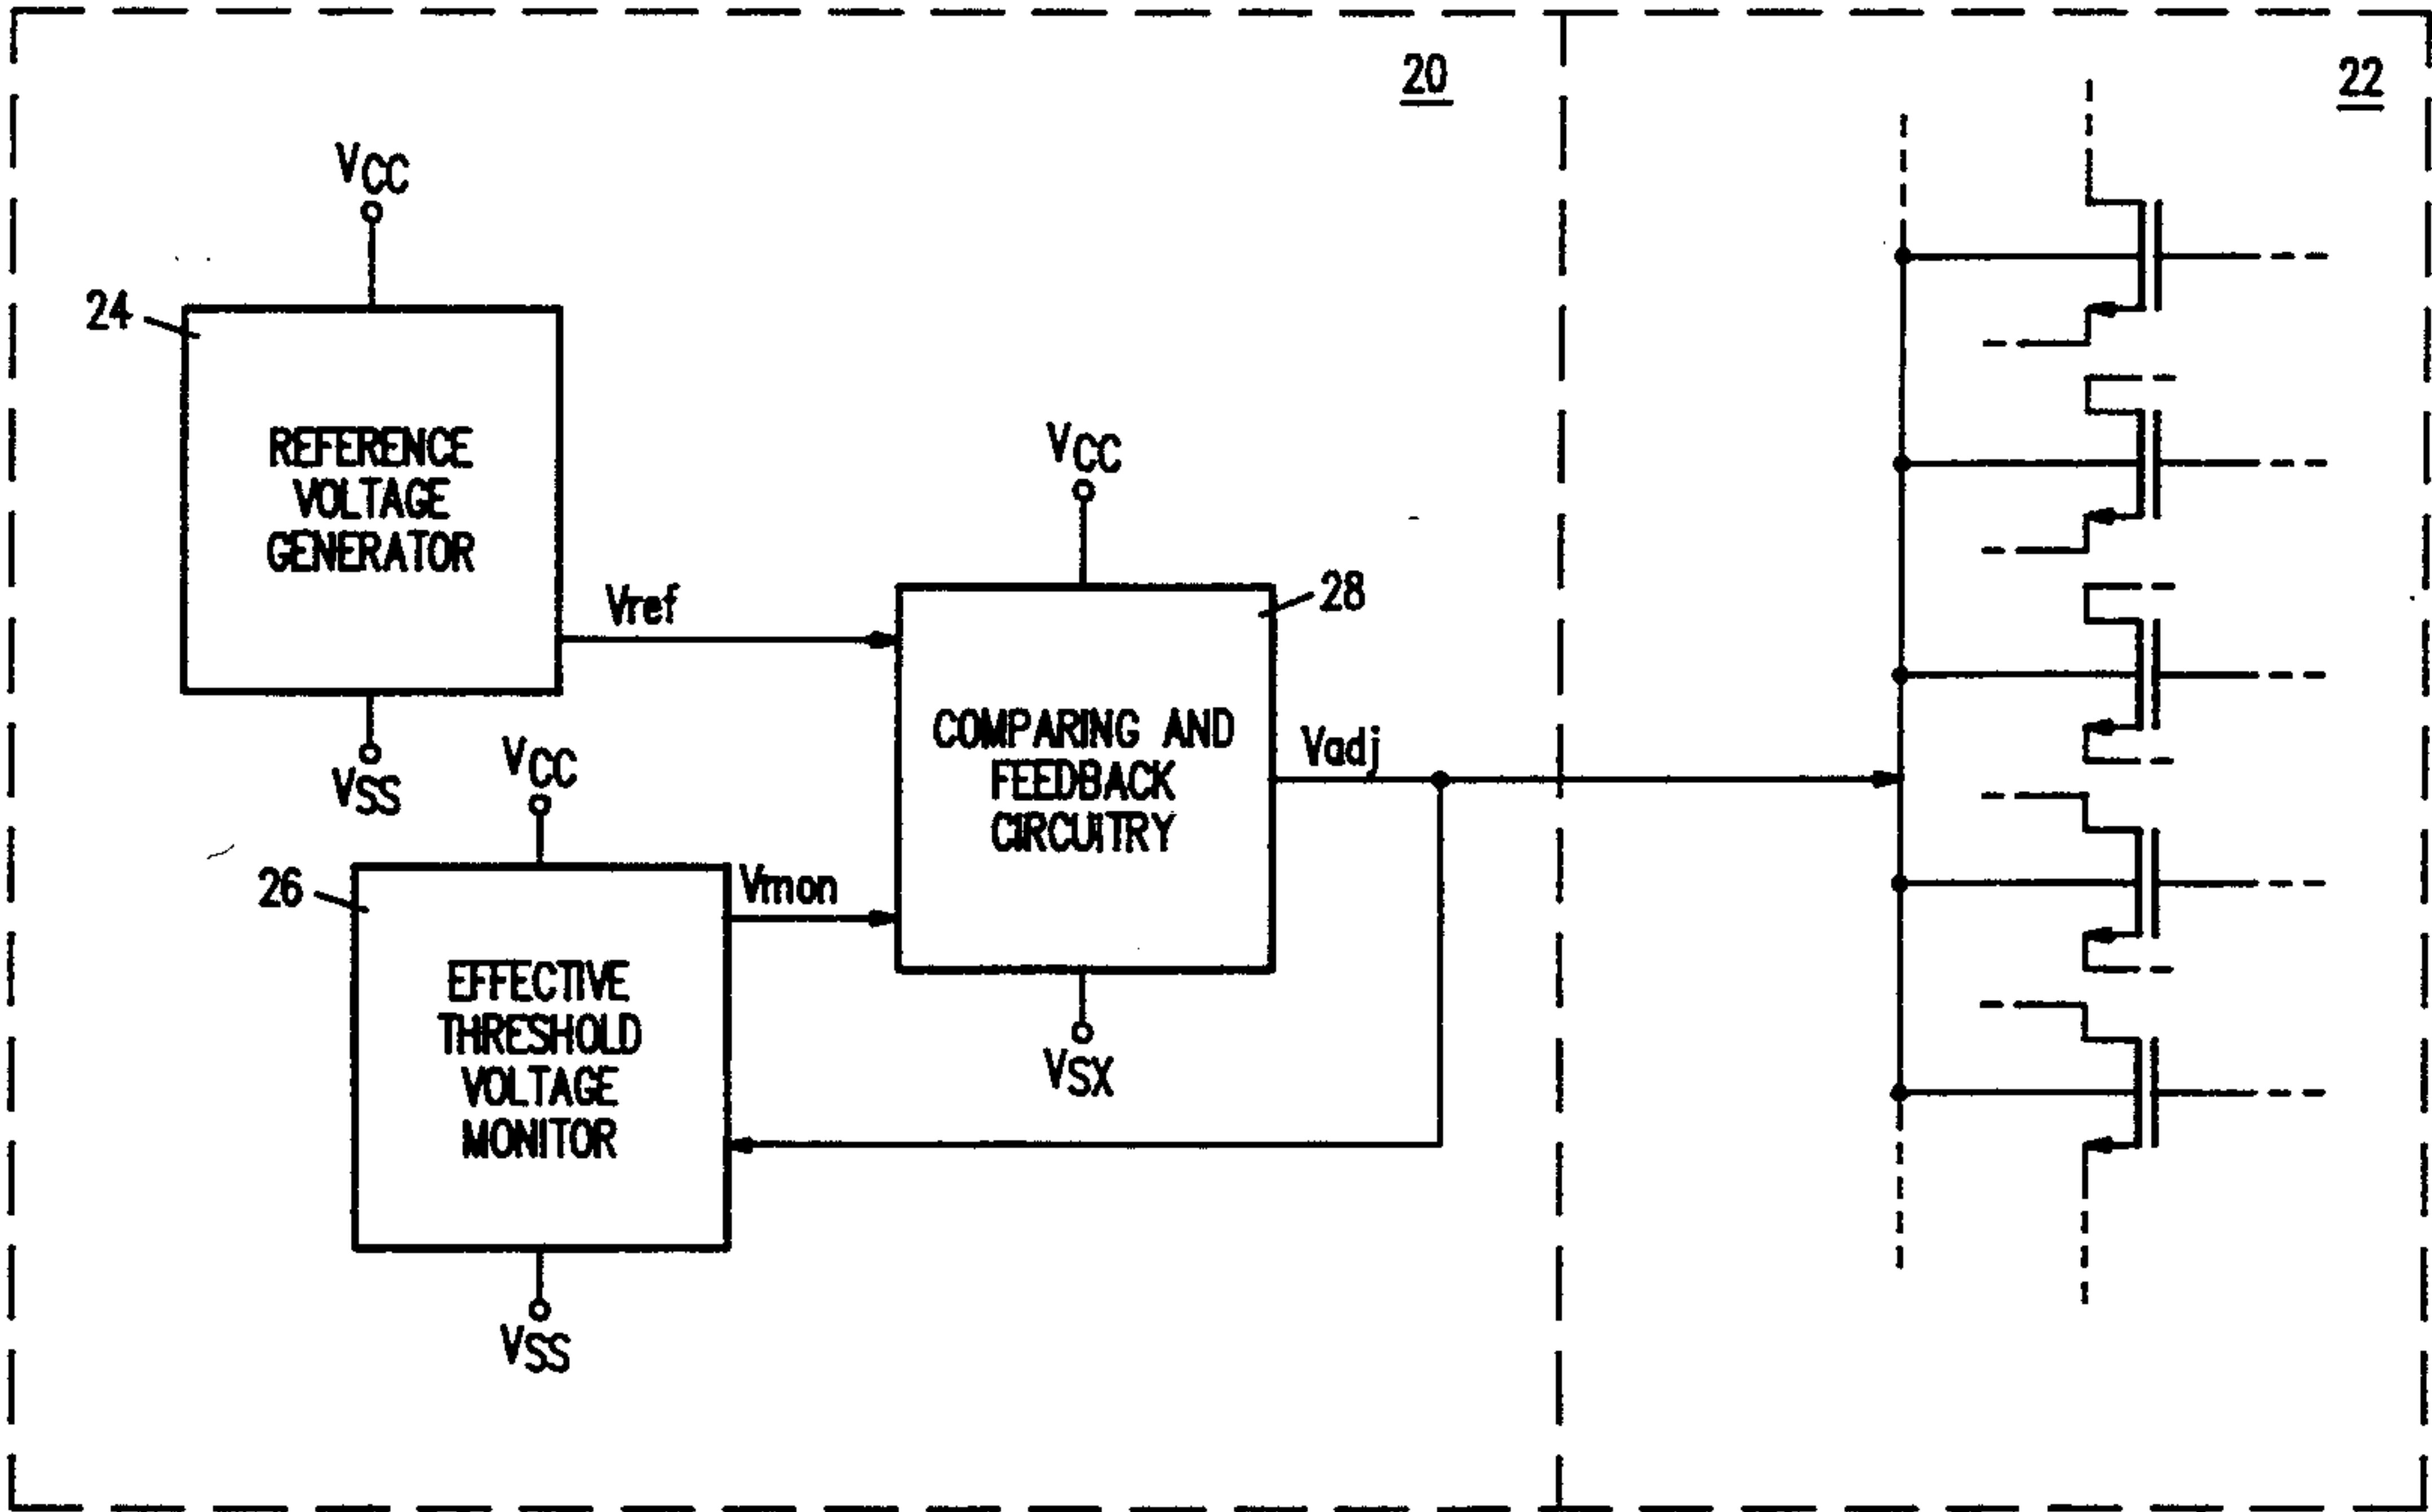 20
22
VCC
24
REFERENCE
VOLTAGE
GENERATOR
Vref
VSS
VCC
28
COMPARING AND
FEEDBACK
CIRCUITRY
Vadj
VSX
VCC
26
Vmon
EFFECTIVE
THRESHOLD
VOLTAGE
MONITOR
VSS